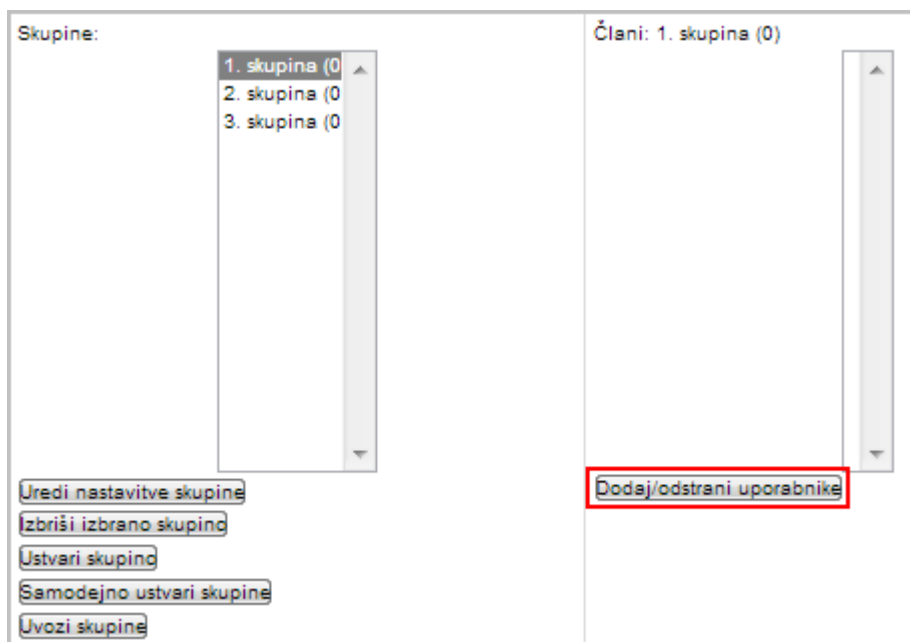 Skupine:
1. skupina (0
2. skupina (0
3. skupina (0
Uredi nastavitve skupine
Izbriši izbrano skupino
Ustvari skupino
Samodejno ustvari skupine
Uvozi skupine
Člani: 1. skupina (0)
Dodaj/odstrani uporabnike